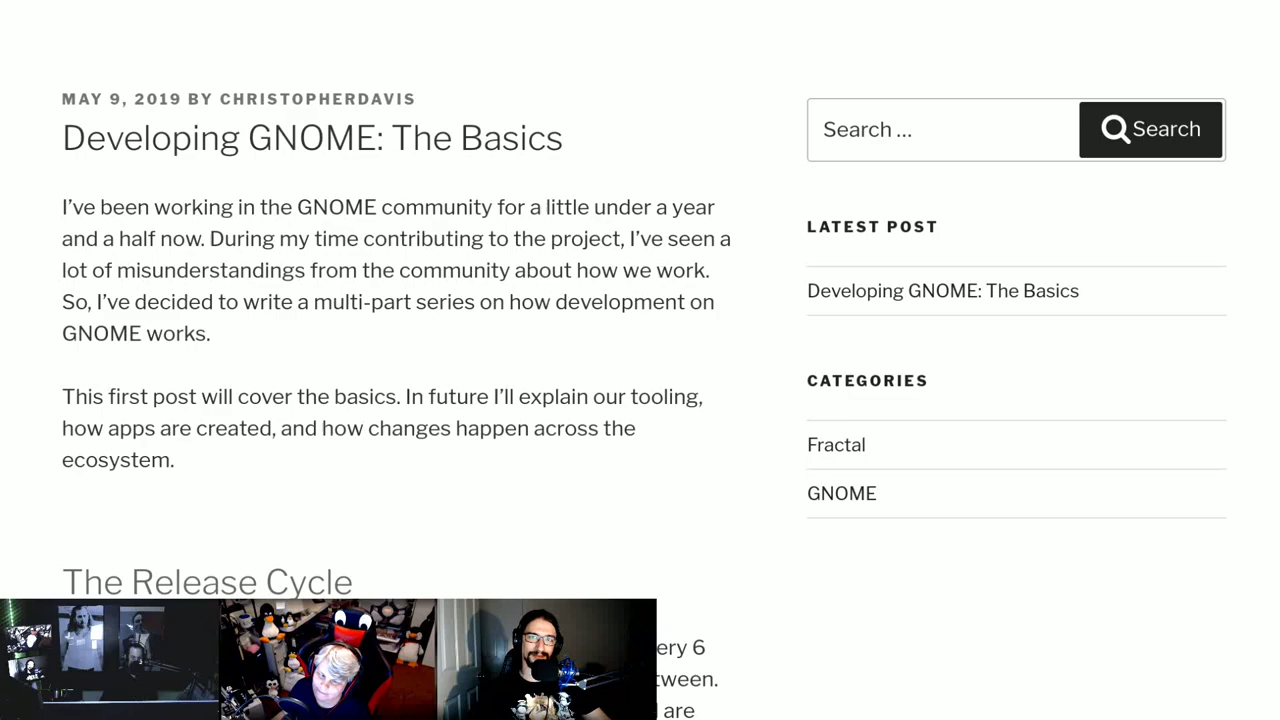 MAY 9, 2019 BY CHRISTOPHERDAVIS
Developing GNOME: The Basics
I’ve been working in the GNOME community for a little under a year
and a half now. During my time contributing to the project, I’ve seen a
lot of misunderstandings from the community about how we work.
So, I’ve decided to write a multi-part series on how development on
GNOME works.
This first post will cover the basics. In future I’ll explain our tooling,
how apps are created, and how changes happen across the
ecosystem.
The Release Cycle
6
are
Search …
Search
LATEST POST
Developing GNOME: The Basics
CATEGORIES
Fractal
GNOME